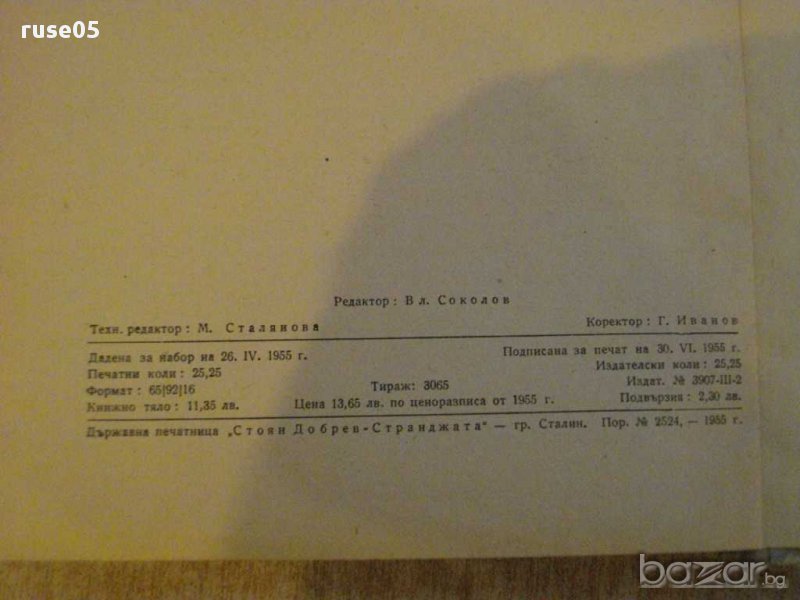 ruse05
Редактор: Вл. Соколов
Техн. редактор: М. Сталянова Коректор: Г. Иванов
Дадена за набор на 26. IV. 1955 г. Подписана за печат на 30. VI. 1955 г.
Печатни коли: 25,25 Издателски коли: 25,25
Формат: 65|92|16 Тираж: 3065 Издат. № 3907-III-2
Книжно тяло: 11,35 лв. Цена 13,65 лв. по ценоразписа от 1955 г. Подвързия: 2,30 лв.
Държавна печатница „Стоян Добрев-Странджата" — гр. Сталин. Пор. № 2524, — 1955 г.
bazar.bg